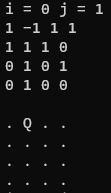 i = 0 j = 1
1 -1 1 1
1 1 1 0
0 1 0 1
0 1 0 0

. Q . .
. . . .
. . . .
. . . .